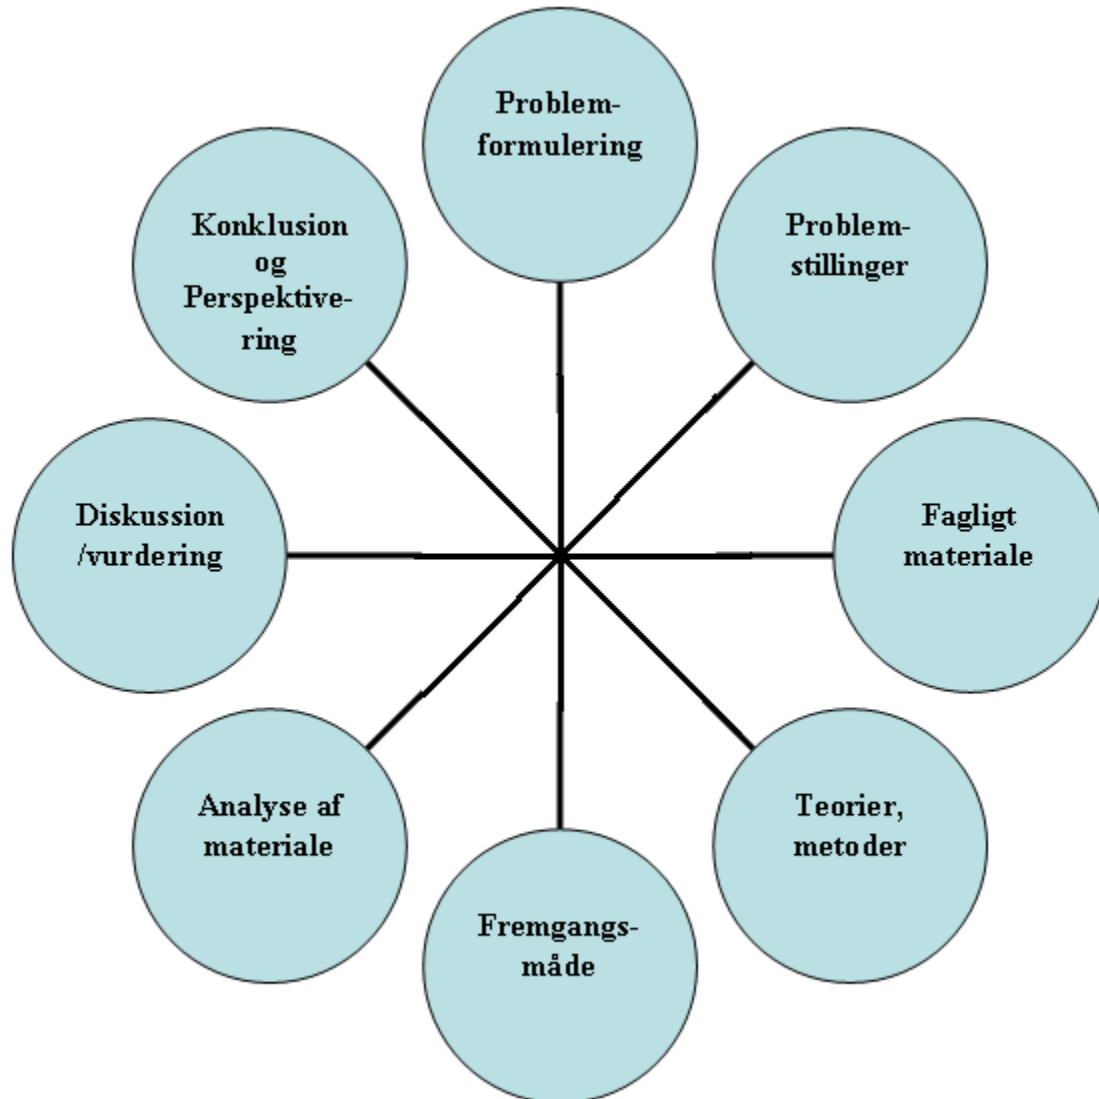 Problem-
formulering
Problem-
stillinger
Fagligt
materiale
Teorier,
metoder
Fremgangs-
måde
Analyse af
materiale
Diskussion
/vurdering
Konklusion
og
Perspektive-
ring